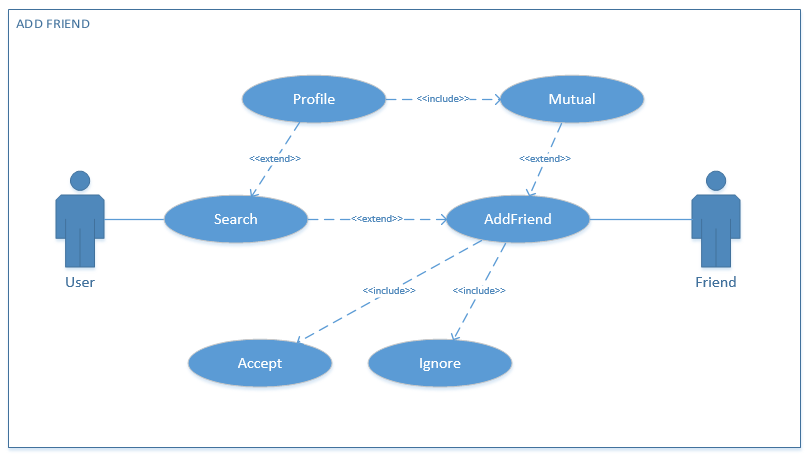 ADD FRIEND
Profile
<<include>>
Mutual
<<extend>>
<<extend>>
Search
<<extend>>
AddFriend
User
Friend
<<include>>
<<include>>
Accept
Ignore